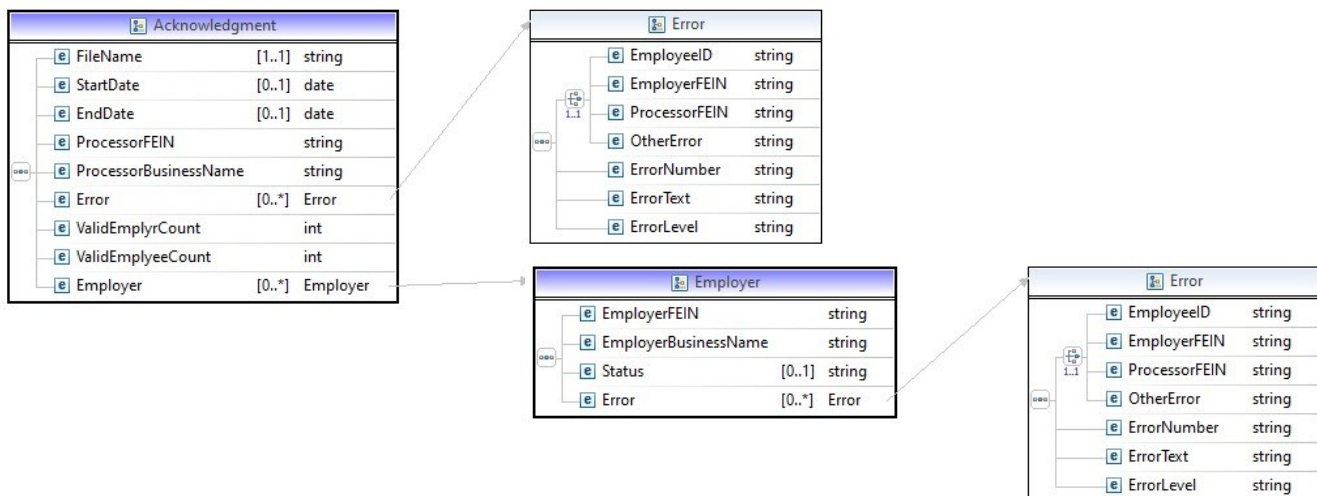 Acknowledgment
FileName [1..1] string
StartDate [0..1] date
EndDate [0..1] date
ProcessorFEIN string
ProcessorBusinessName string
Error [0..*] Error
ValidEmplyrCount int
ValidEmplyeeCount int
Employer [0..*] Employer
Error
EmployeeID string
EmployerFEIN string
1..1
ProcessorFEIN string
OtherError string
ErrorNumber string
ErrorText string
ErrorLevel string
Employer
EmployerFEIN string
EmployerBusinessName string
Status [0..1] string
Error [0..*] Error
Error
EmployeeID string
EmployerFEIN string
1..1
ProcessorFEIN string
OtherError string
ErrorNumber string
ErrorText string
ErrorLevel string